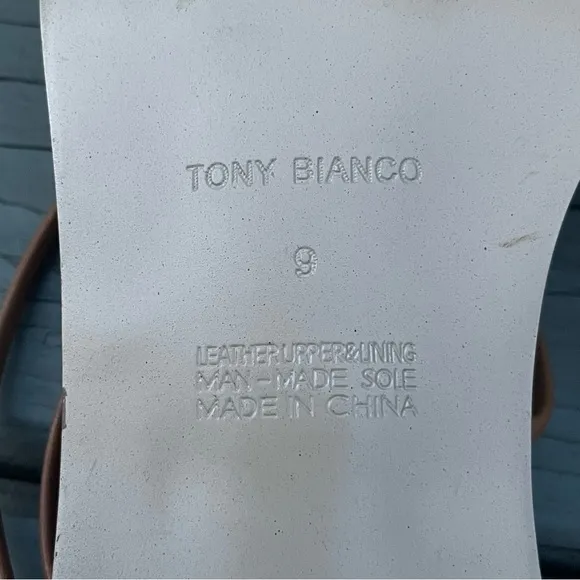 TONY BIANCO
9
LEATHER UPPER&LINING
MAN-MADE SOLE
MADE IN CHINA